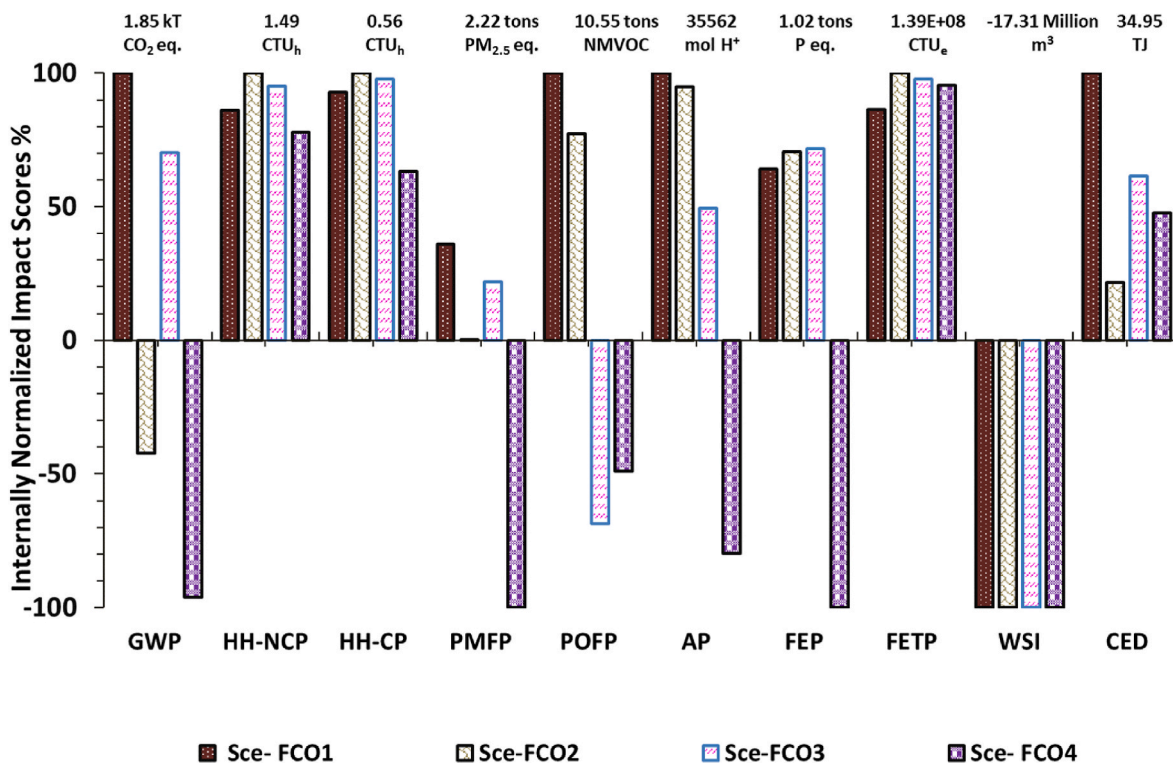 1.85 kT 1.49 0.56 2.22 tons 10.55 tons 35562 1.02 tons 1.39E+08 -17.31 Million 34.95
CO₂ eq. CTUₕ CTUₕ PM₂.₅ eq. NMVOC mol H⁺ P eq. CTUₑ m³ TJ
Internally Normalized Impact Scores %
100
50
0
-50
-100
GWP HH-NCP HH-CP PMFP POFP AP FEP FETP WSI CED
Sce- FCO1 Sce-FCO2 Sce-FCO3 Sce- FCO4